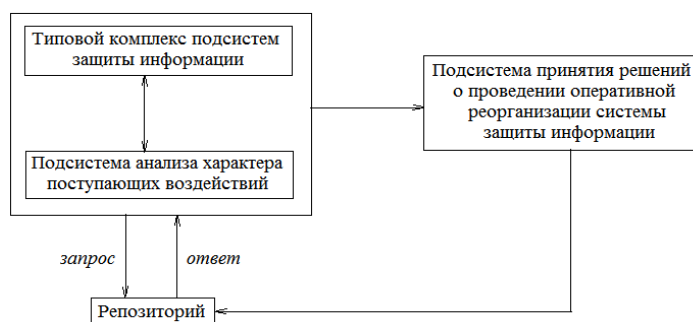 Типовой комплекс подсистем
защиты информации
Подсистема анализа характера
поступающих воздействий
Подсистема принятия решений
о проведении оперативной
реорганизации системы
защиты информации
запрос
ответ
Репозиторий